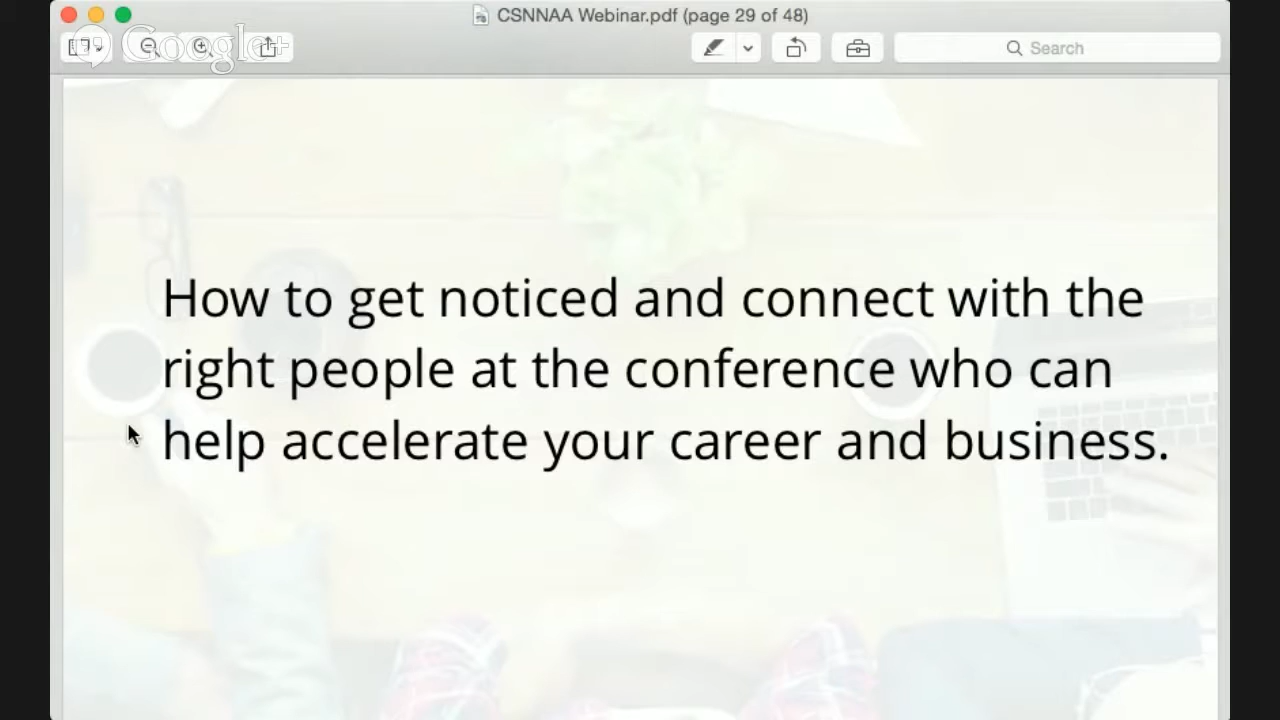 CSNNAA Webinar.pdf (page 29 of 48)
Google+
Search
How to get noticed and connect with the
right people at the conference who can
help accelerate your career and business.